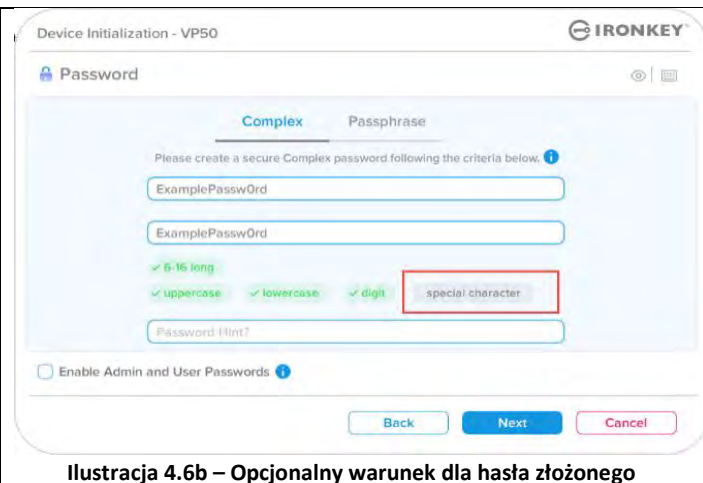 Device Initialization - VP50
IRONKEY
Password
Complex Passphrase
Please create a secure Complex password following the criteria below.
ExamplePassw0rd
ExamplePassw0rd
✓ 6-16 long
✓ uppercase ✓ lowercase ✓ digit special character
Password Hint?
Enable Admin and User Passwords
Back Next Cancel
Ilustracja 4.6b – Opcjonalny warunek dla hasła złożonego